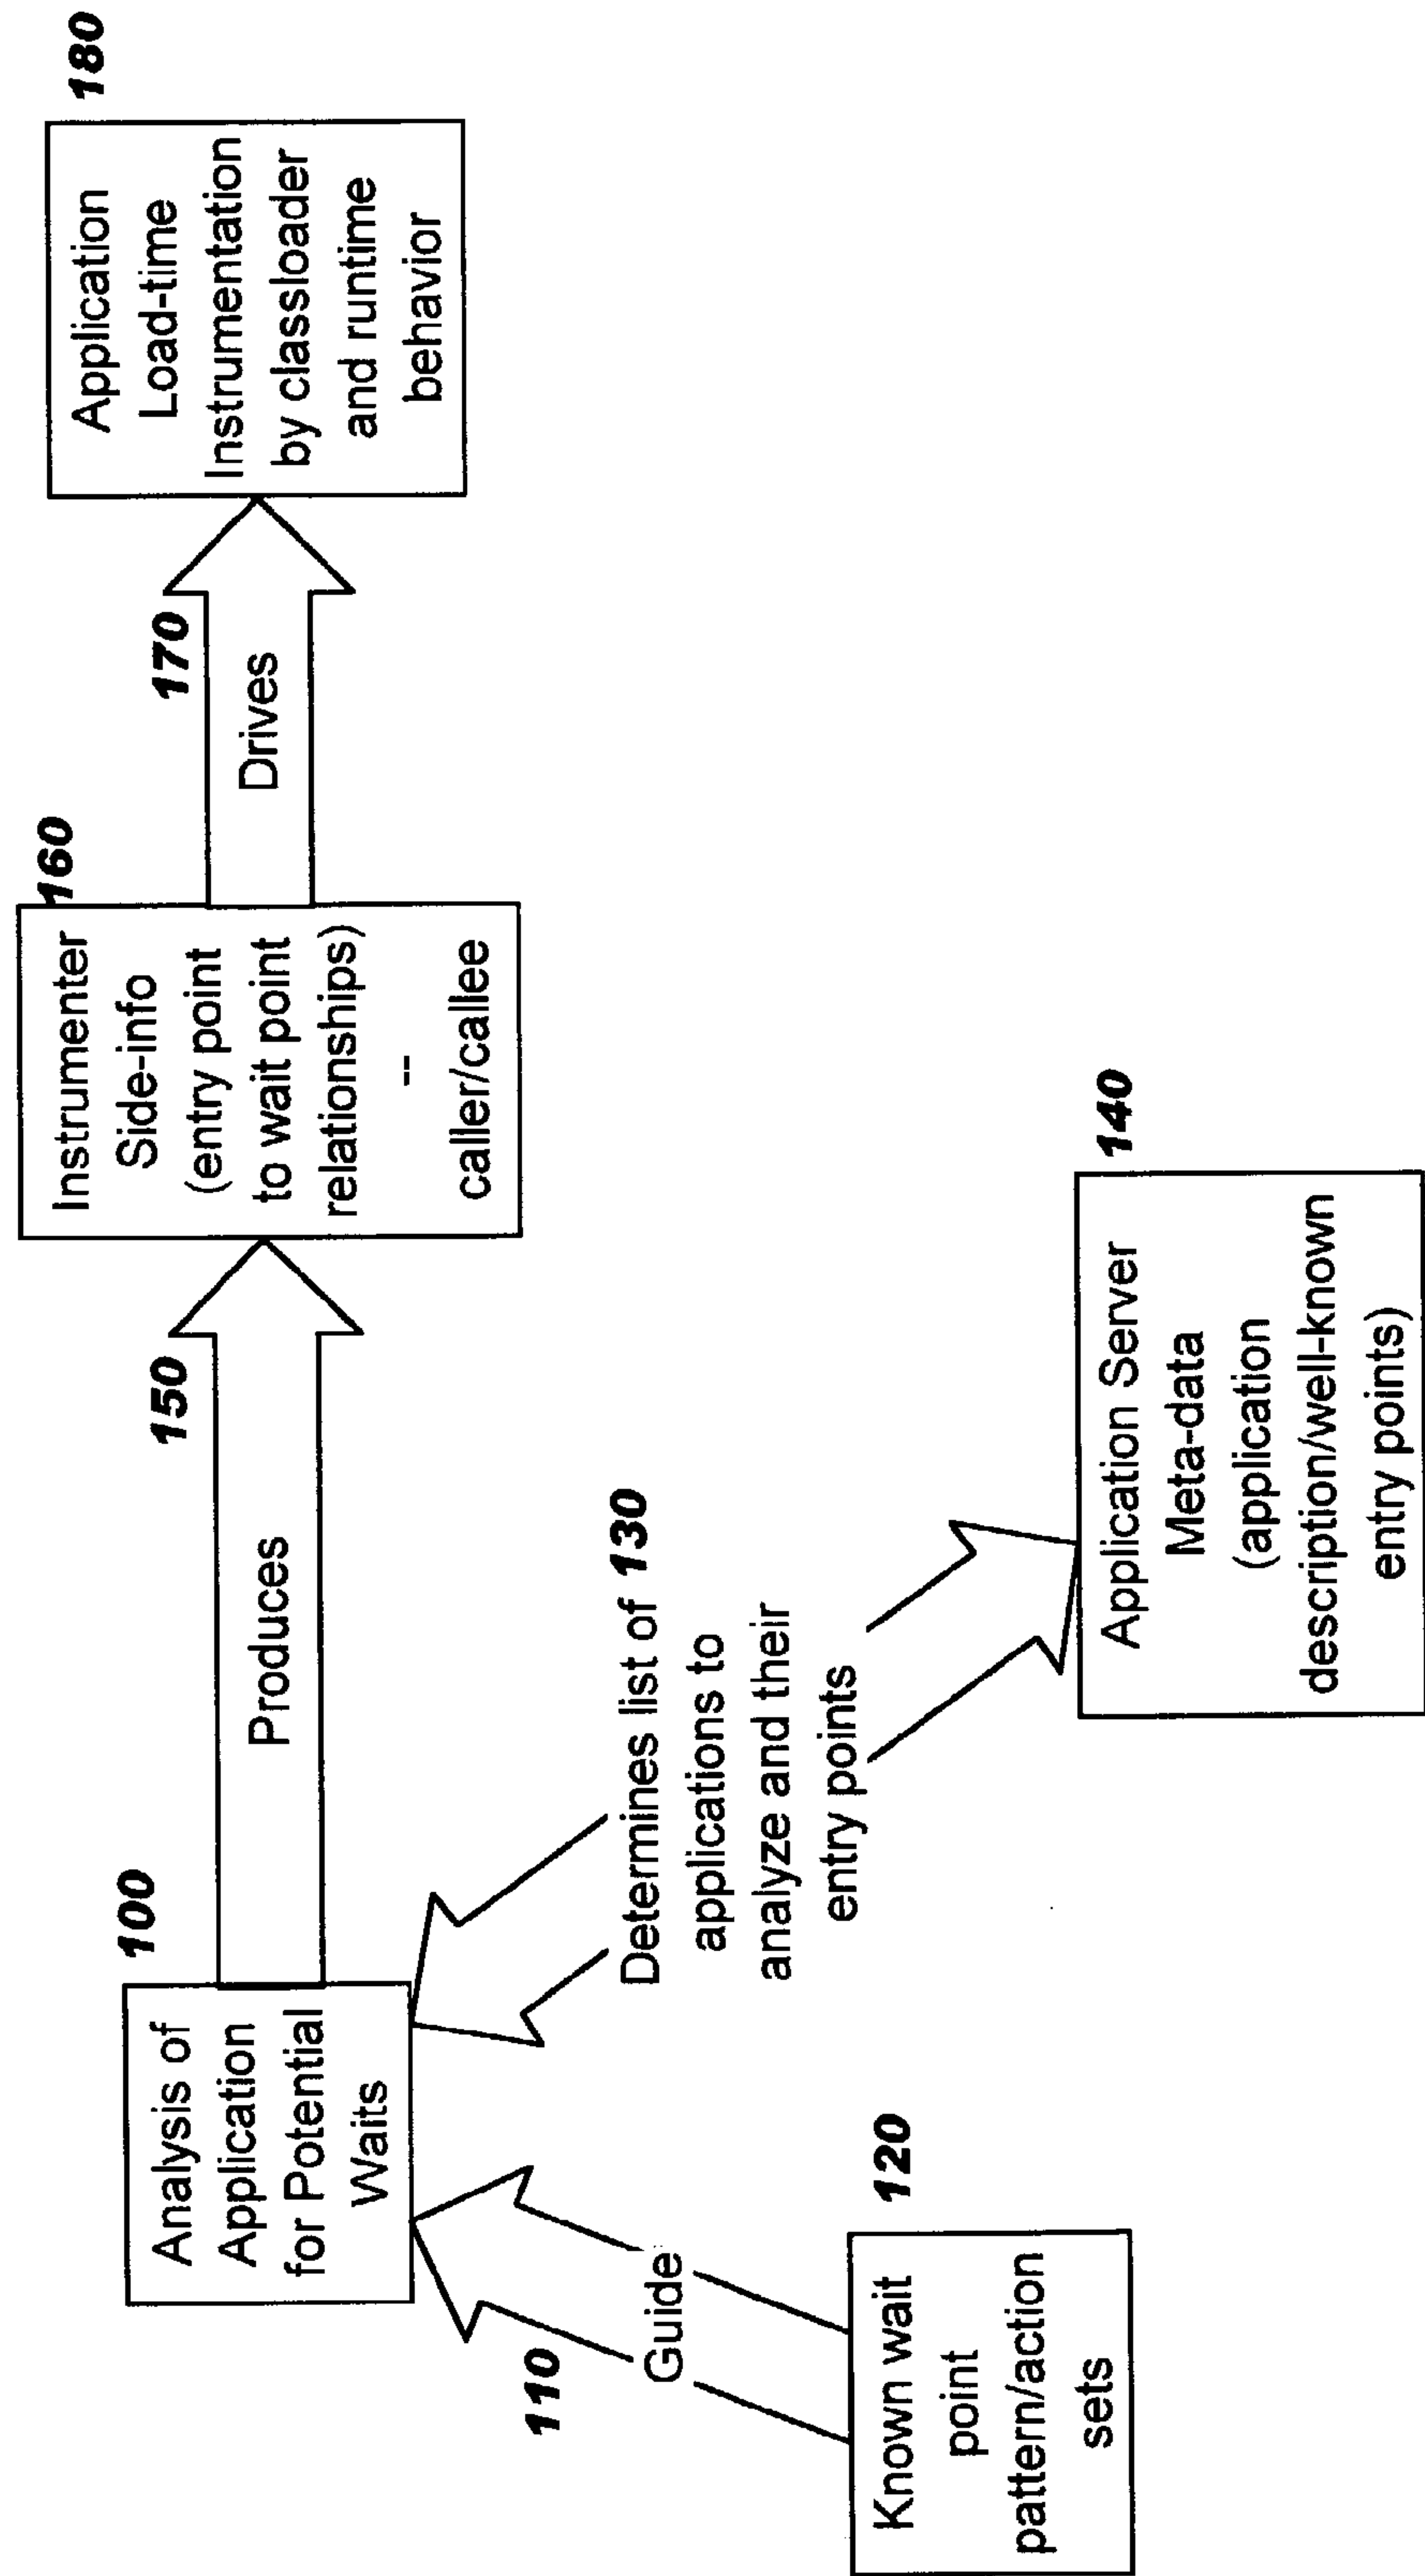 100
Analysis of
Application
for Potential
Waits
150
Produces
160
Instrumenter
Side-info
(entry point
to wait point
relationships)
--
caller/callee
170
Drives
180
Application
Load-time
Instrumentation
by classloader
and runtime
behavior
110
Guide
120
Known wait
point
pattern/action
sets
Determines list of 130
applications to
analyze and their
entry points
140
Application Server
Meta-data
(application
description/well-known
entry points)